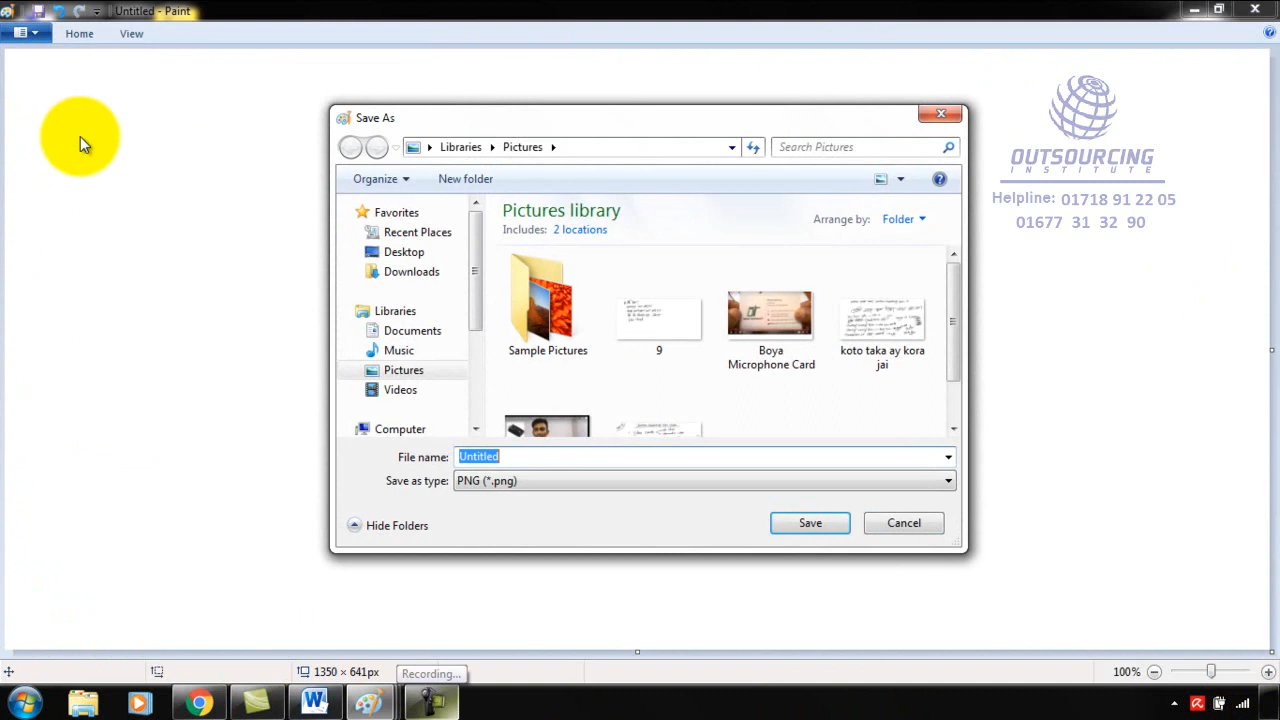 Untitled - Paint
Home View
OUTSOURCING
INSTITUTE
Helpline: 01718 91 22 05
01677 31 32 90
Save As
Libraries Pictures
Search Pictures
Organize New folder
Favorites
Recent Places
Desktop
Downloads
Libraries
Documents
Music
Pictures
Videos
Computer
Pictures library
Includes: 2 locations
Arrange by: Folder
Sample Pictures
9
Boya
Microphone Card
koto taka ay kora
jai
File name: Untitled
Save as type: PNG (*.png)
Hide Folders
Save Cancel
1350 × 641px
Recording...
100%